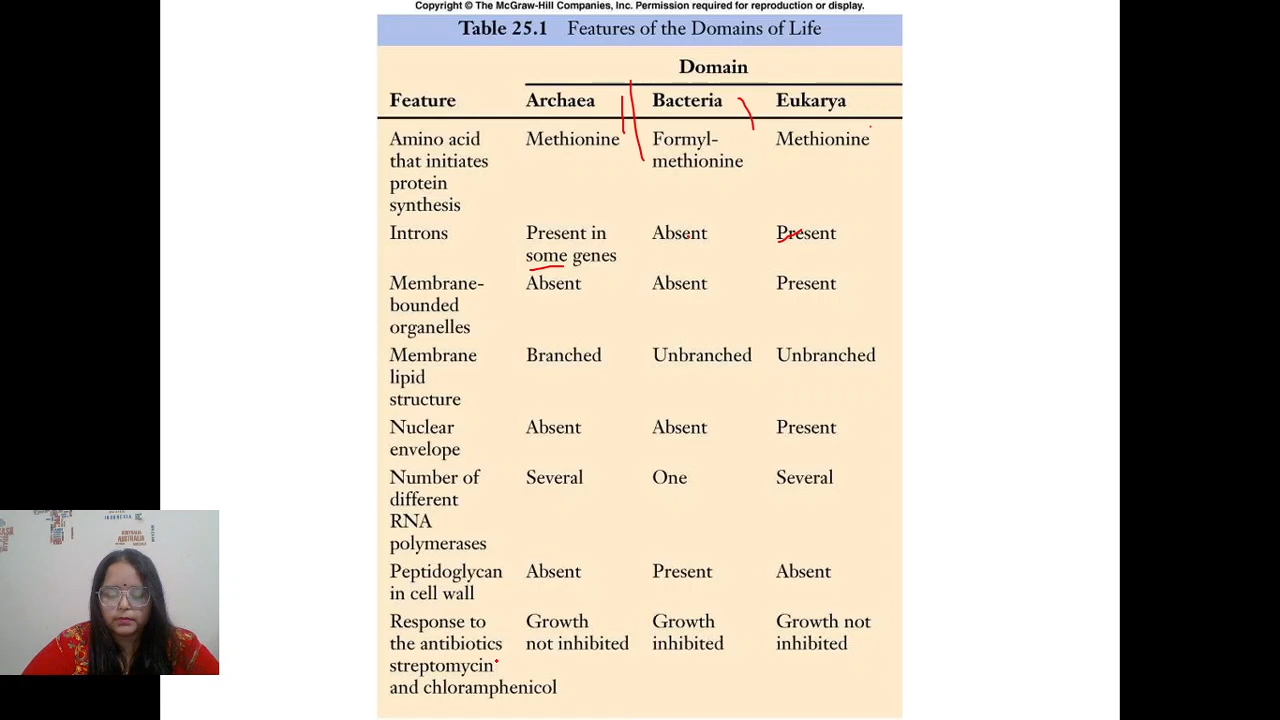 Copyright © The McGraw-Hill Companies, Inc. Permission required for reproduction or display.
Table 25.1 Features of the Domains of Life
Domain
Feature Archaea Bacteria Eukarya
Amino acid Methionine Formyl- Methionine
that initiates methionine
protein
synthesis
Introns Present in Absent Present
some genes
Membrane- Absent Absent Present
bounded
organelles
Membrane Branched Unbranched Unbranched
lipid
structure
Nuclear Absent Absent Present
envelope
Number of Several One Several
different
RNA
polymerases
Peptidoglycan Absent Present Absent
in cell wall
Response to Growth Growth Growth not
the antibiotics not inhibited inhibited inhibited
streptomycin
and chloramphenicol
INDONESIA
AUSTRALIA
AUSTRALIA